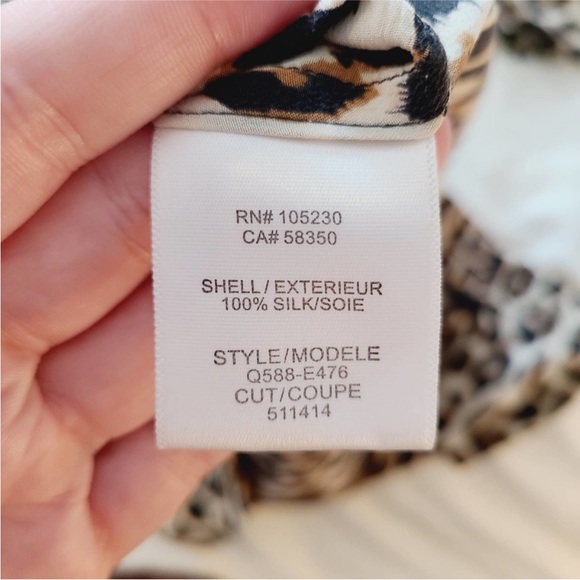 RN# 105230
CA# 58350
SHELL / EXTERIEUR
100% SILK/SOIE
STYLE/MODELE
Q588-E476
CUT/COUPE
511414